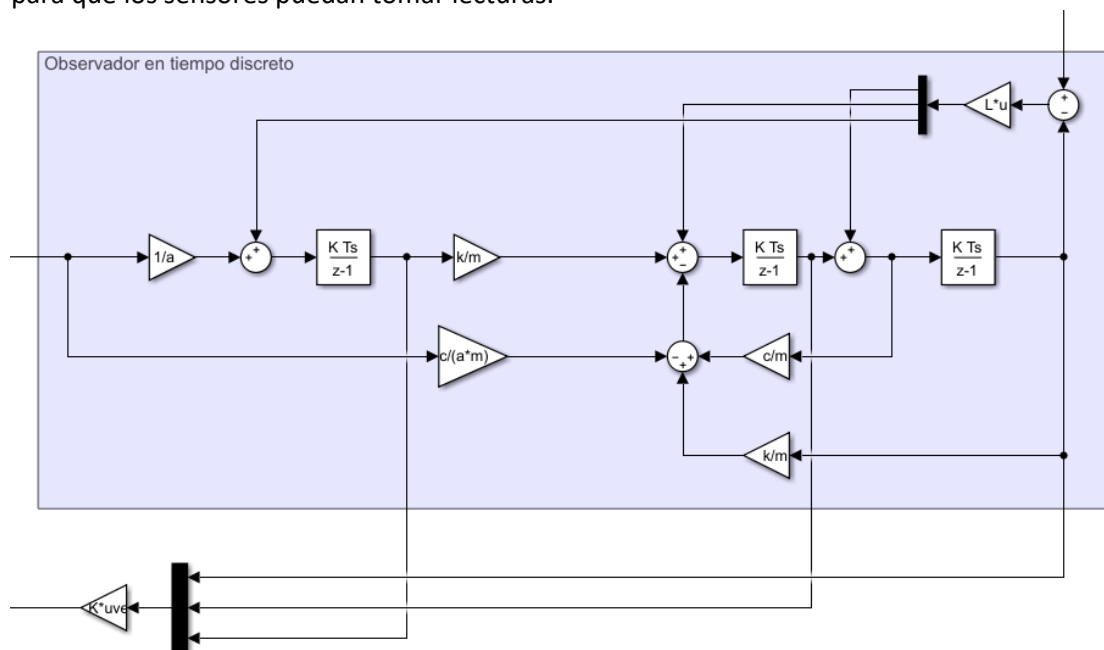 para que los sensores puedan tomar lecturas.
Observador en tiempo discreto
L*u
+
−
1/a
+
+
K Ts
z-1
k/m
+
+
−
K Ts
z-1
+
+
K Ts
z-1
c/(a*m)
−
+
+
c/m
k/m
K*uve